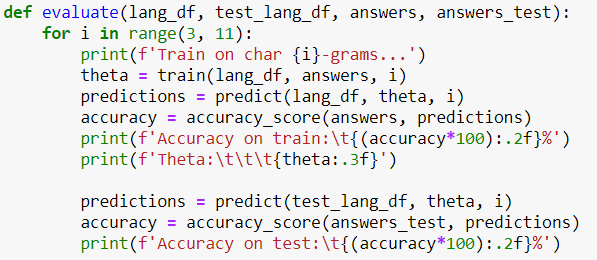 def evaluate(lang_df, test_lang_df, answers, answers_test):
    for i in range(3, 11):
        print(f'Train on char {i}-grams...')
        theta = train(lang_df, answers, i)
        predictions = predict(lang_df, theta, i)
        accuracy = accuracy_score(answers, predictions)
        print(f'Accuracy on train:\t{(accuracy*100):.2f}%')
        print(f'Theta:\t\t\t{theta:.3f}')

        predictions = predict(test_lang_df, theta, i)
        accuracy = accuracy_score(answers_test, predictions)
        print(f'Accuracy on test:\t{(accuracy*100):.2f}%')